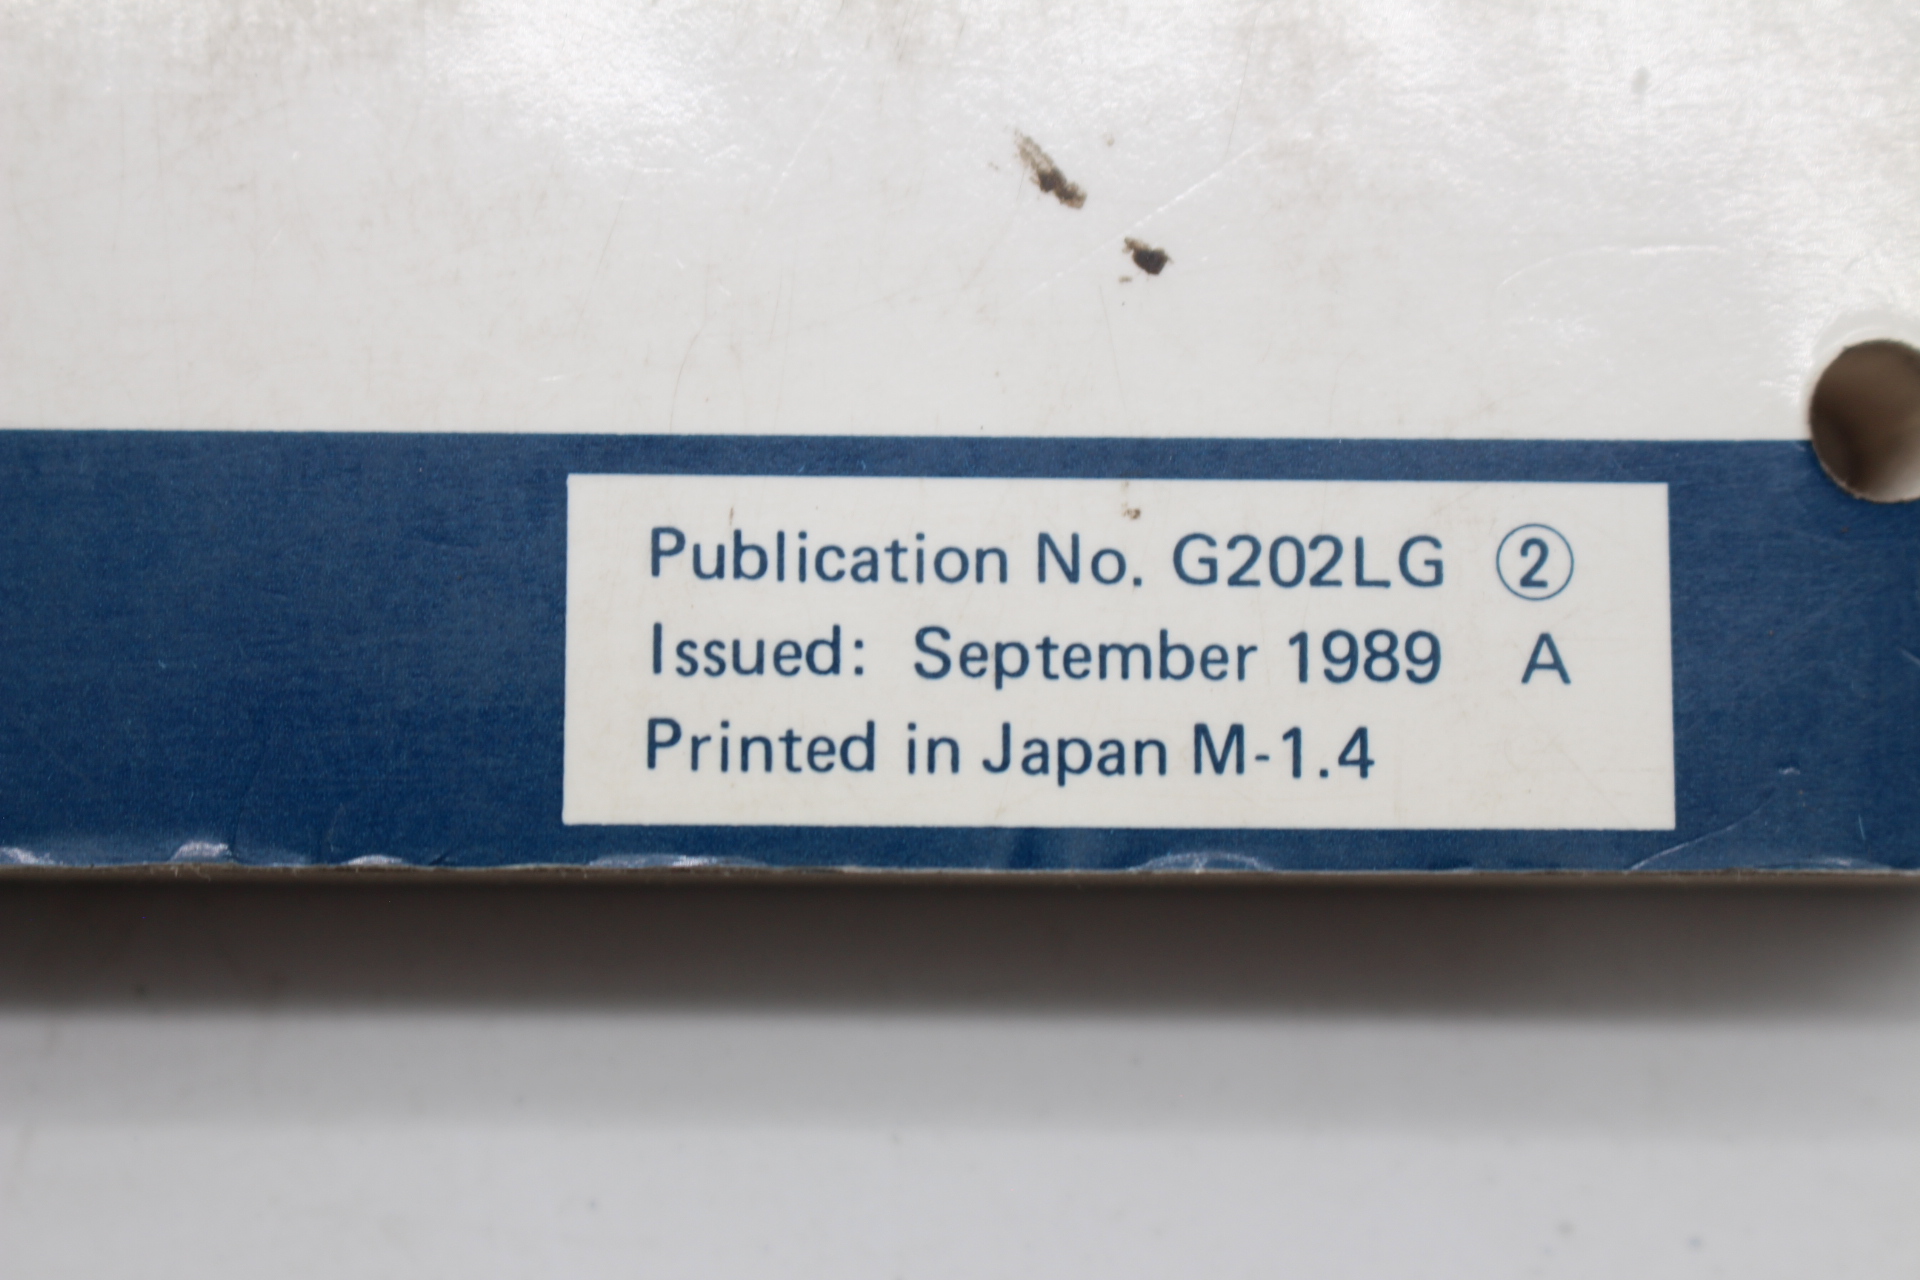 Publication No. G202LG ②
Issued: September 1989 A
Printed in Japan M-1.4